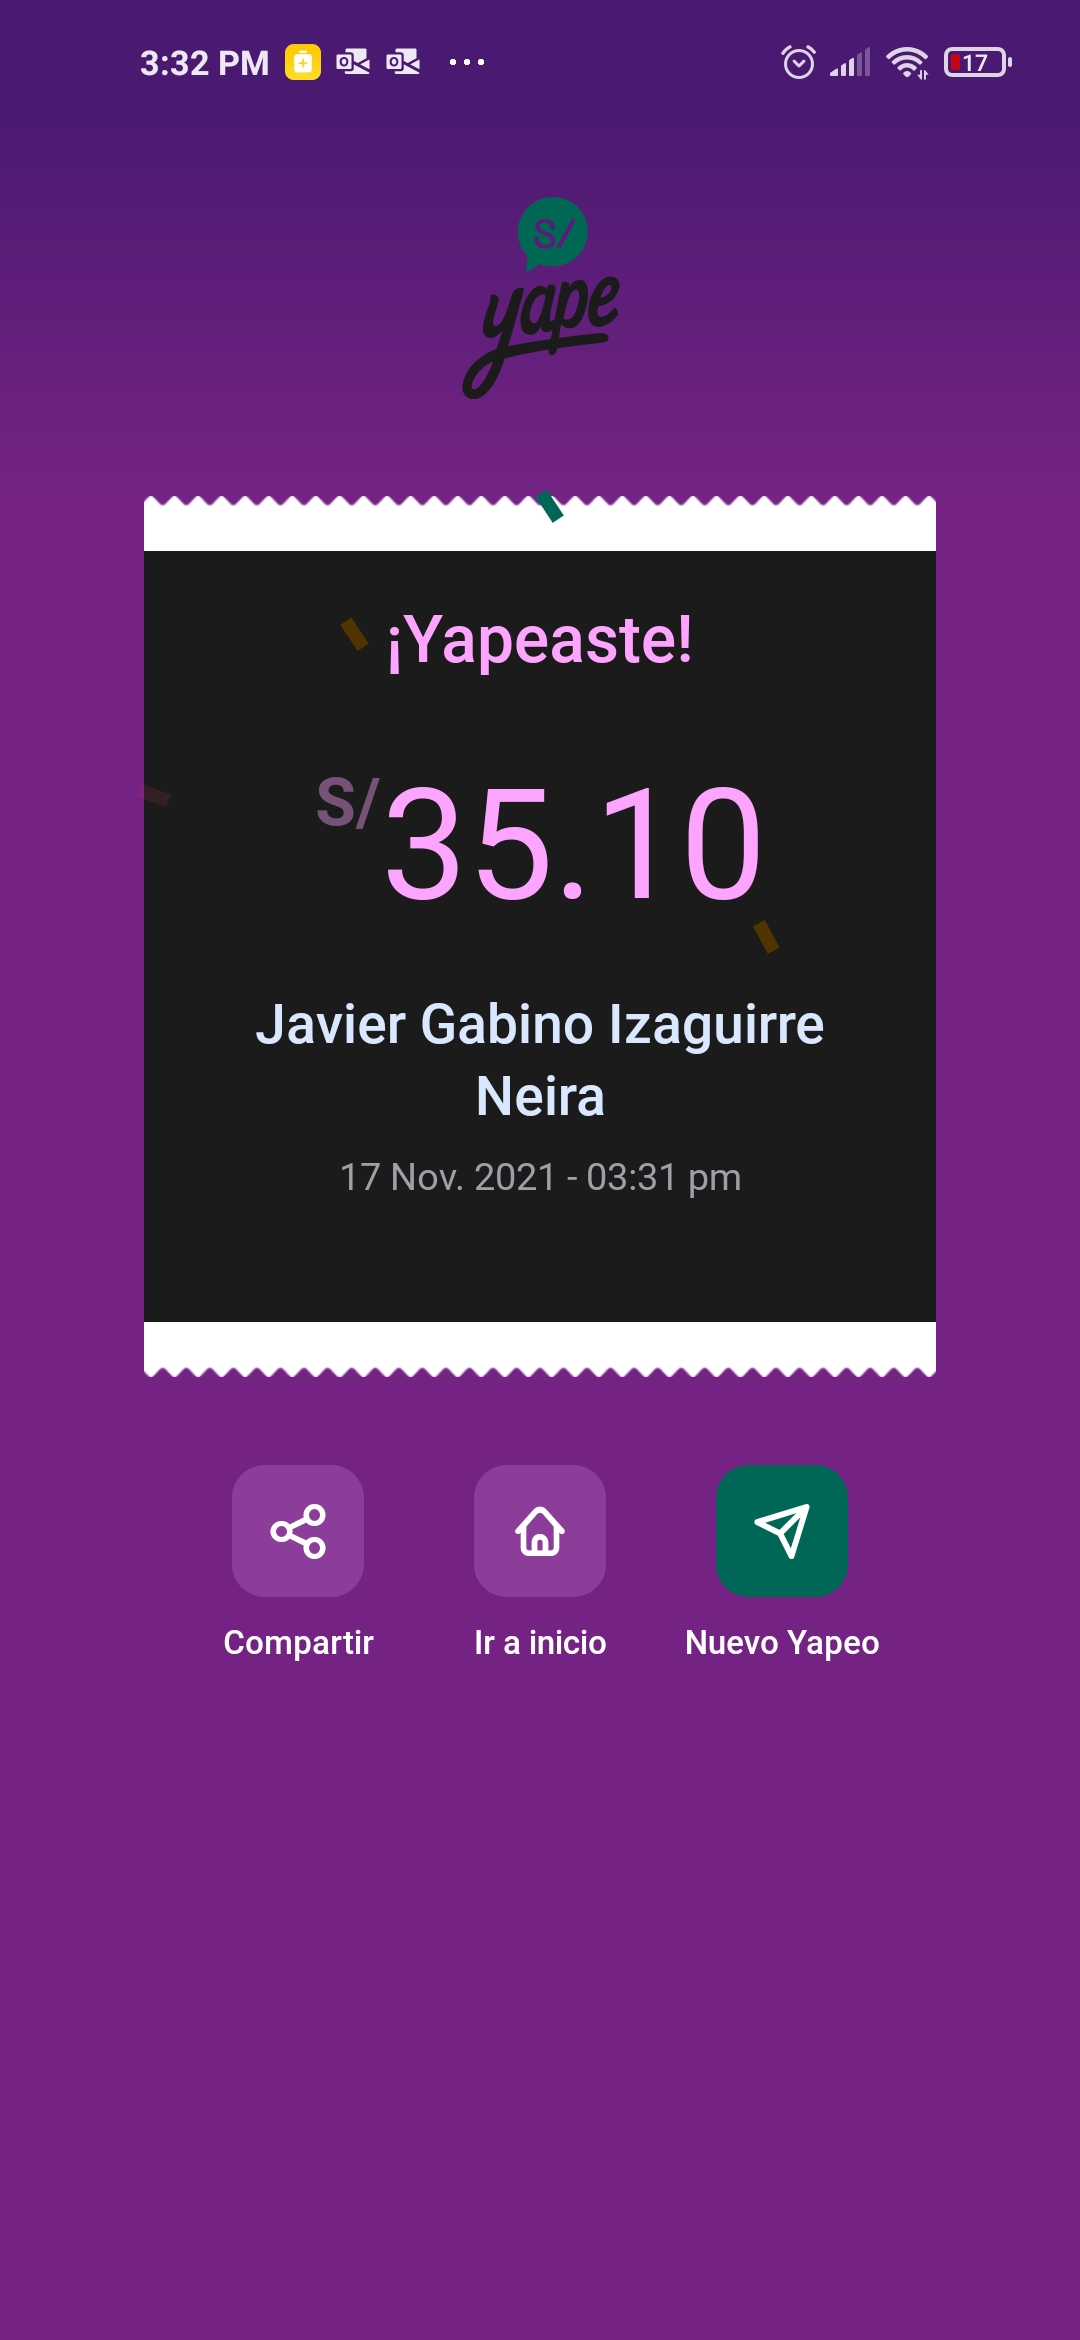 3:32 PM
17
S/
yape
¡Yapeaste!
S/35.10
Javier Gabino Izaguirre
Neira
17 Nov. 2021 - 03:31 pm
Compartir
Ir a inicio
Nuevo Yapeo